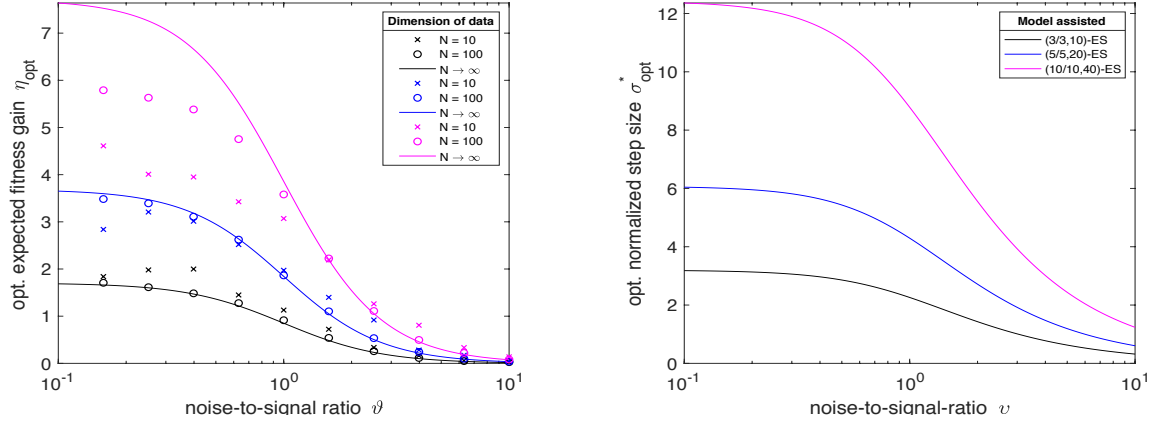 opt. expected fitness gain η_opt
7
6
5
4
3
2
1
0
10^-1
10^0
10^1
noise-to-signal ratio ϑ
Dimension of data
N = 10
N = 100
N → ∞
N = 10
N = 100
N → ∞
N = 10
N = 100
N → ∞
opt. normalized step size σ*_opt
12
10
8
6
4
2
0
10^-1
10^0
10^1
noise-to-signal-ratio υ
Model assisted
(3/3,10)-ES
(5/5,20)-ES
(10/10,40)-ES